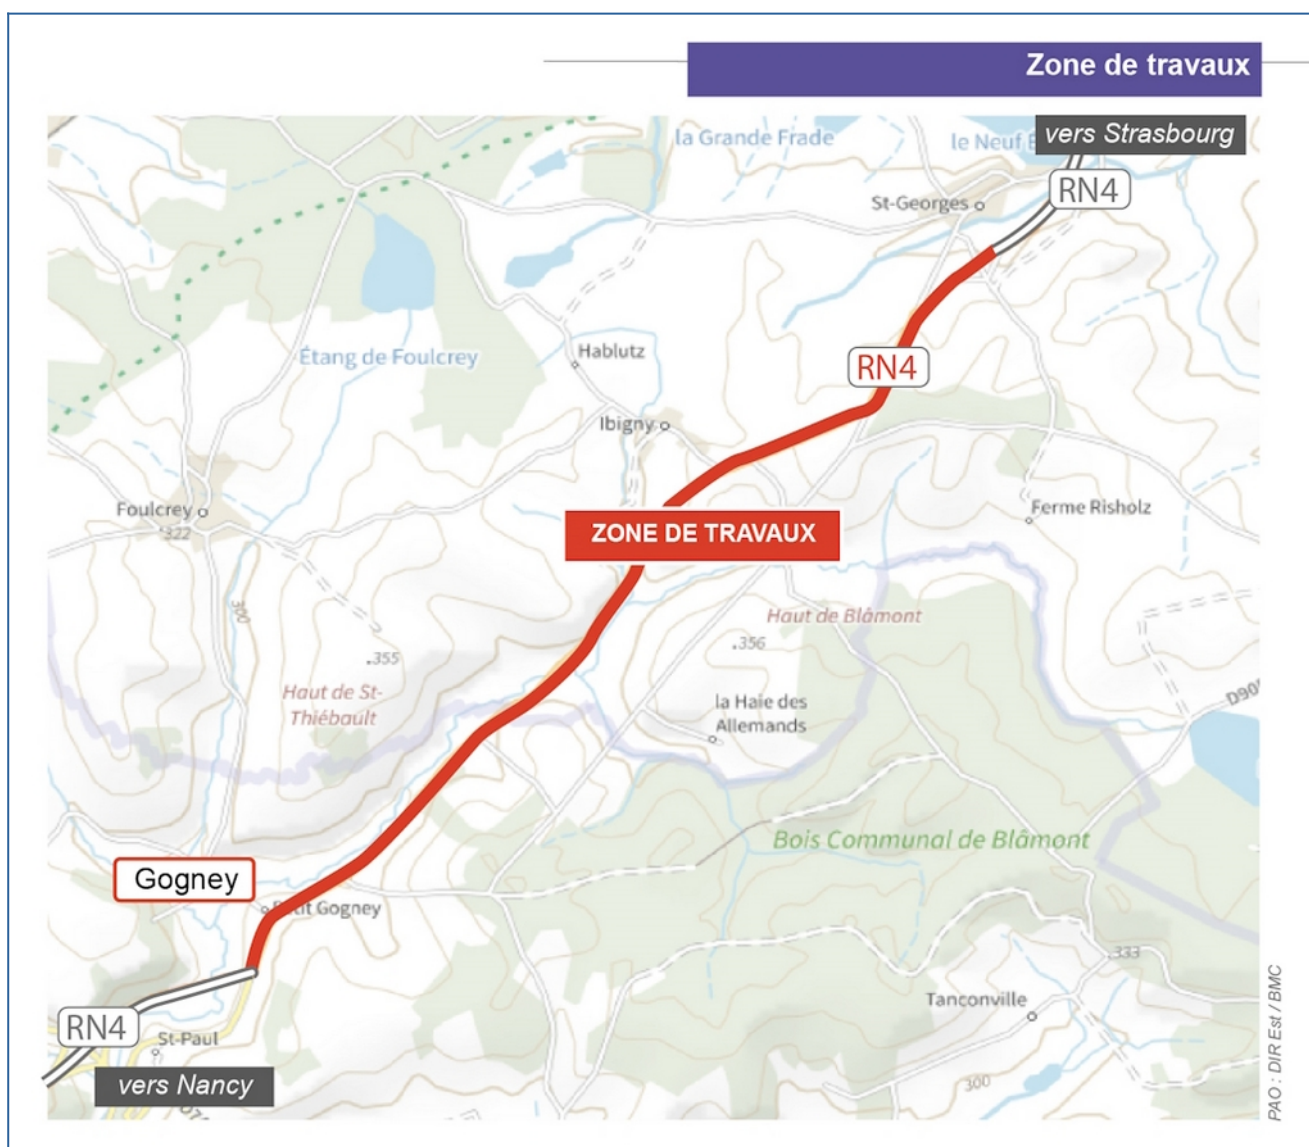 Zone de travaux
la Grande Frade
le Neuf
vers Strasbourg
RN4
St-Georges
Étang de Foulcrey
Hablutz
RN4
Ibigny
Foulcrey
322
ZONE DE TRAVAUX
Ferme Risholz
300
Haut de Blâmont
.355
.356
Haut de St-
Thiébault
la Haie des
Allemands
Bois Communal de Blâmont
Gogney
Petit Gogney
.333
RN4
St-Paul
Tanconville
vers Nancy
300
PAO : DIR Est / BMC